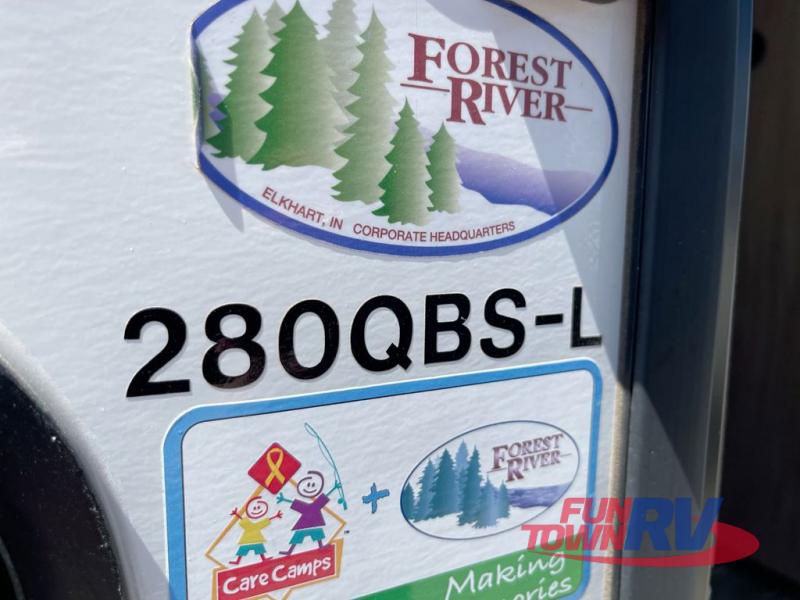 FOREST
RIVER
ELKHART, IN CORPORATE HEADQUARTERS
280QBS-L
FOREST
RIVER
+
Care Camps
Making
FUN
TOWN RV